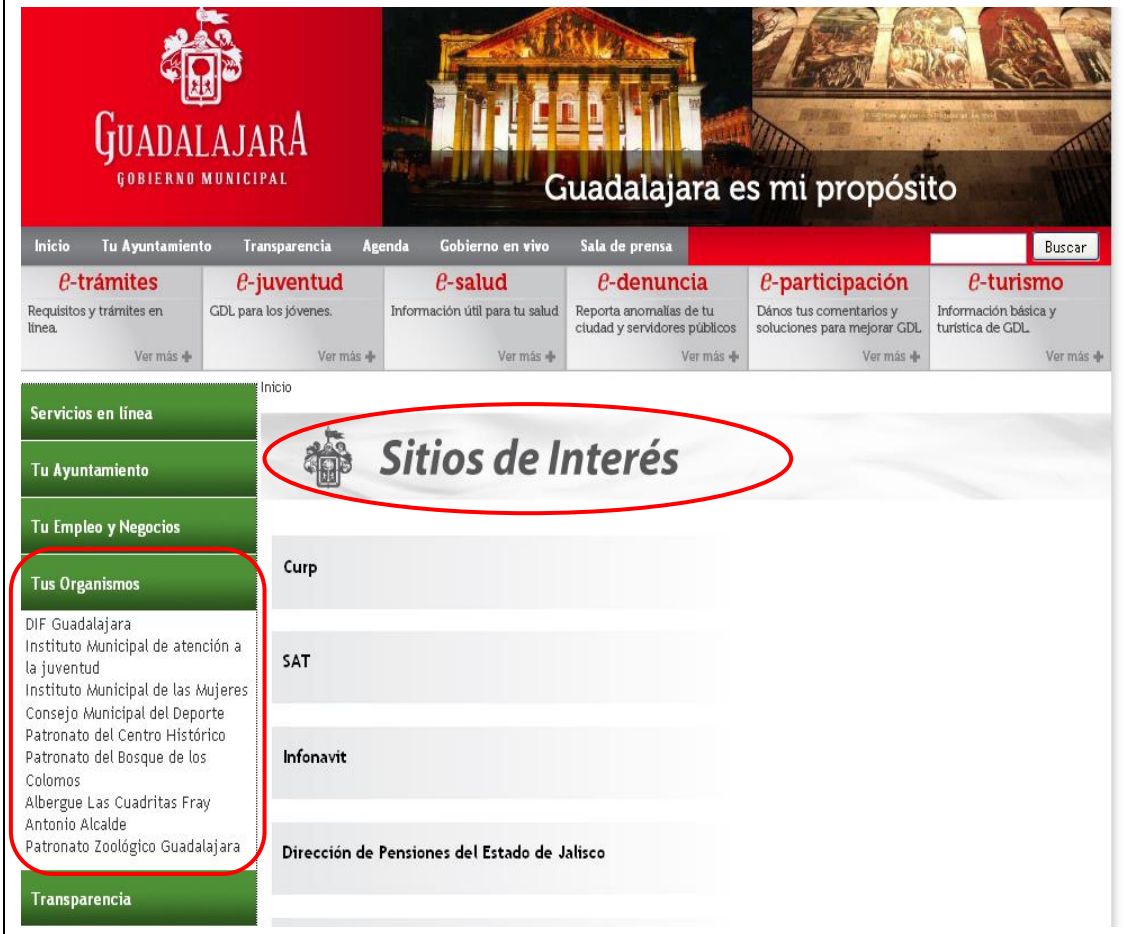 GUADALAJARA
GOBIERNO MUNICIPAL
Guadalajara es mi propósito
Inicio Tu Ayuntamiento Transparencia Agenda Gobierno en vivo Sala de prensa Buscar
e-trámites
Requisitos y trámites en
línea.
Ver más
e-juventud
GDL para los jóvenes.
Ver más
e-salud
Información útil para tu salud
Ver más
e-denuncia
Reporta anomalías de tu
ciudad y servidores públicos
Ver más
e-participación
Dános tus comentarios y
soluciones para mejorar GDL.
Ver más
e-turismo
Información básica y
turística de GDL.
Ver más
Servicios en línea
Tu Ayuntamiento
Tu Empleo y Negocios
Tus Organismos
DIF Guadalajara
Instituto Municipal de atención a
la juventud
Instituto Municipal de las Mujeres
Consejo Municipal del Deporte
Patronato del Centro Histórico
Patronato del Bosque de los
Colomos
Albergue Las Cuadritas Fray
Antonio Alcalde
Patronato Zoológico Guadalajara
Transparencia
Inicio
Sitios de Interés
Curp
SAT
Infonavit
Dirección de Pensiones del Estado de Jalisco